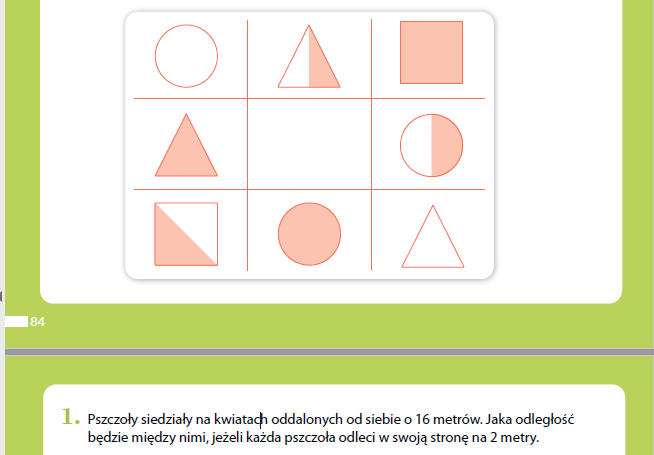 84
1. Pszczoły siedziały na kwiatach oddalonych od siebie o 16 metrów. Jaka odległość
będzie między nimi, jeżeli każda pszczoła odleci w swoją stronę na 2 metry.